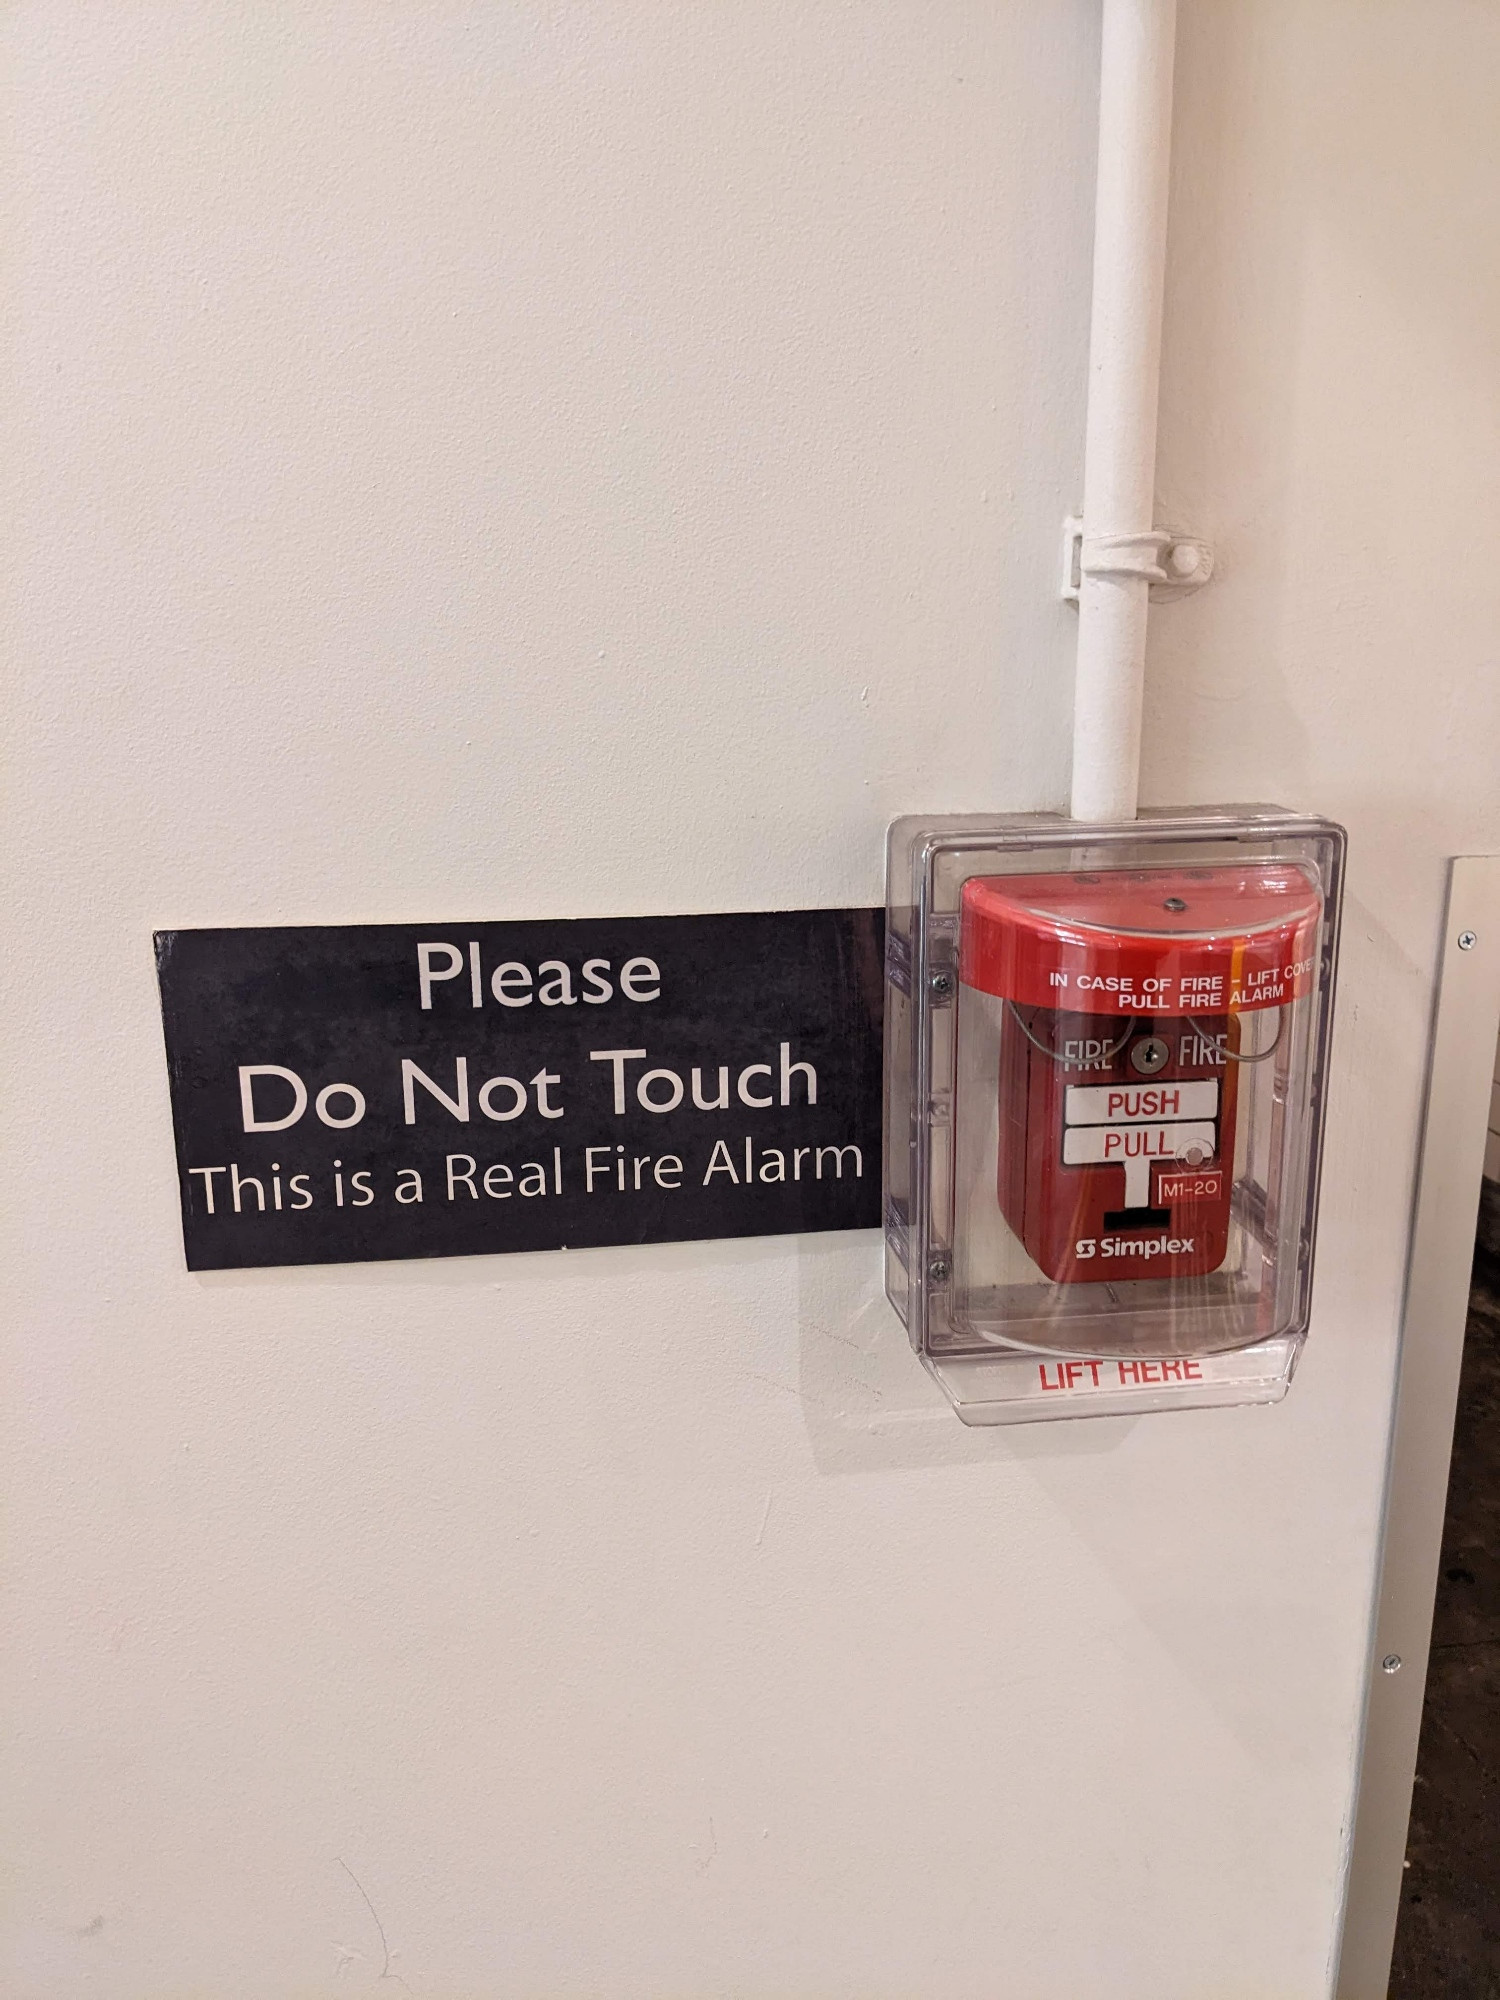 Please
Do Not Touch
This is a Real Fire Alarm
IN CASE OF FIRE - LIFT COVER
PULL FIRE ALARM
FIRE FIRE
PUSH
PULL
M1-20
Simplex
LIFT HERE